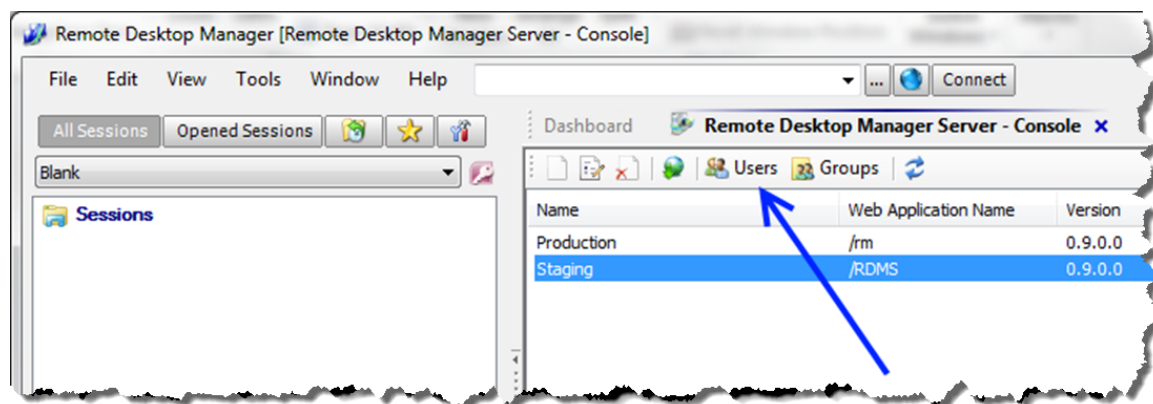 Remote Desktop Manager [Remote Desktop Manager Server - Console]
File Edit View Tools Window Help ... Connect
All Sessions Opened Sessions
Dashboard Remote Desktop Manager Server - Console
Blank
Users Groups
Sessions
Name Web Application Name Version
Production /rm 0.9.0.0
Staging /RDMS 0.9.0.0